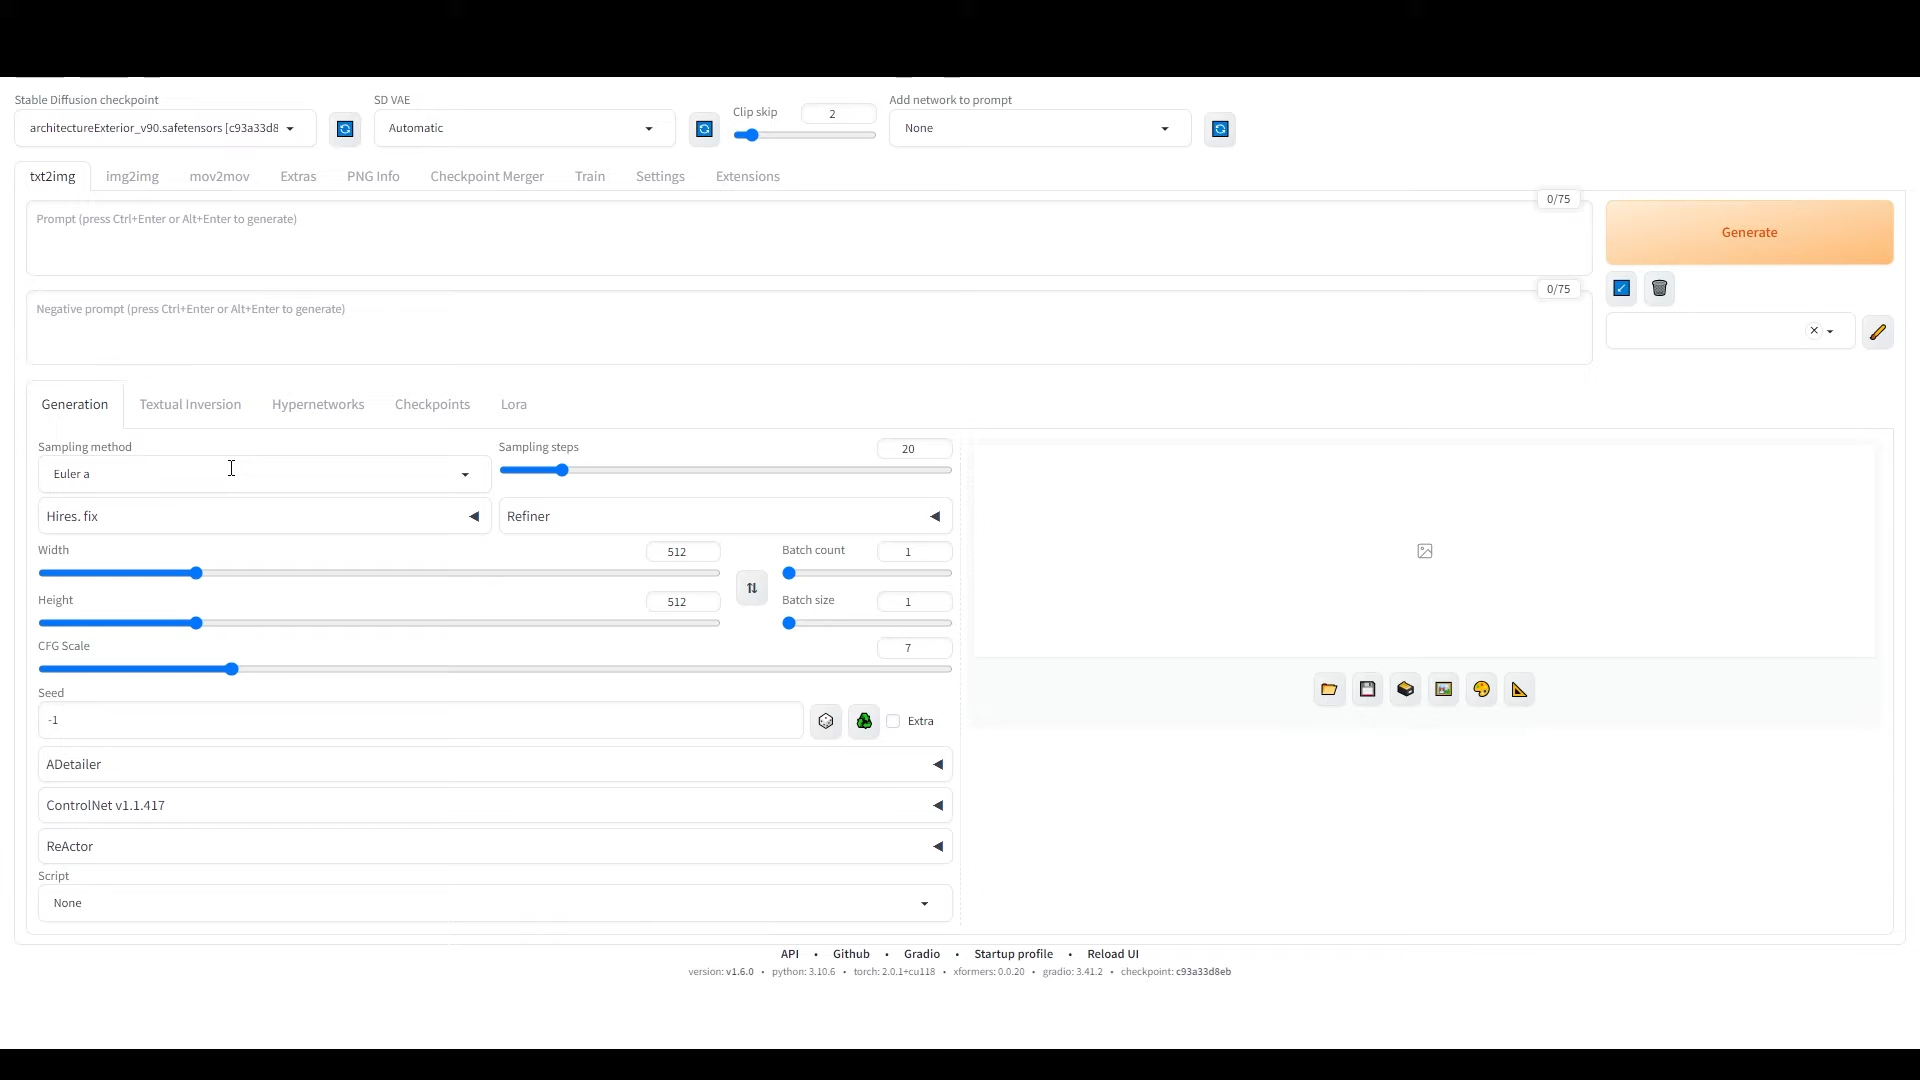 Stable Diffusion checkpoint
SD VAE
Clip skip
2
Add network to prompt
architectureExterior_v90.safetensors [c93a33d8
Automatic
None
txt2img
img2img
mov2mov
Extras
PNG Info
Checkpoint Merger
Train
Settings
Extensions
0/75
Prompt (press Ctrl+Enter or Alt+Enter to generate)
Generate
0/75
Negative prompt (press Ctrl+Enter or Alt+Enter to generate)
Generation
Textual Inversion
Hypernetworks
Checkpoints
Lora
Sampling method
Euler a
Sampling steps
20
Hires. fix
Refiner
Width
512
Batch count
1
Height
512
Batch size
1
CFG Scale
7
Seed
-1
Extra
ADetailer
ControlNet v1.1.417
ReActor
Script
None
API • Github • Gradio • Startup profile • Reload UI
version: v1.6.0 • python: 3.10.6 • torch: 2.0.1+cu118 • xformers: 0.0.20 • gradio: 3.41.2 • checkpoint: c93a33d8eb